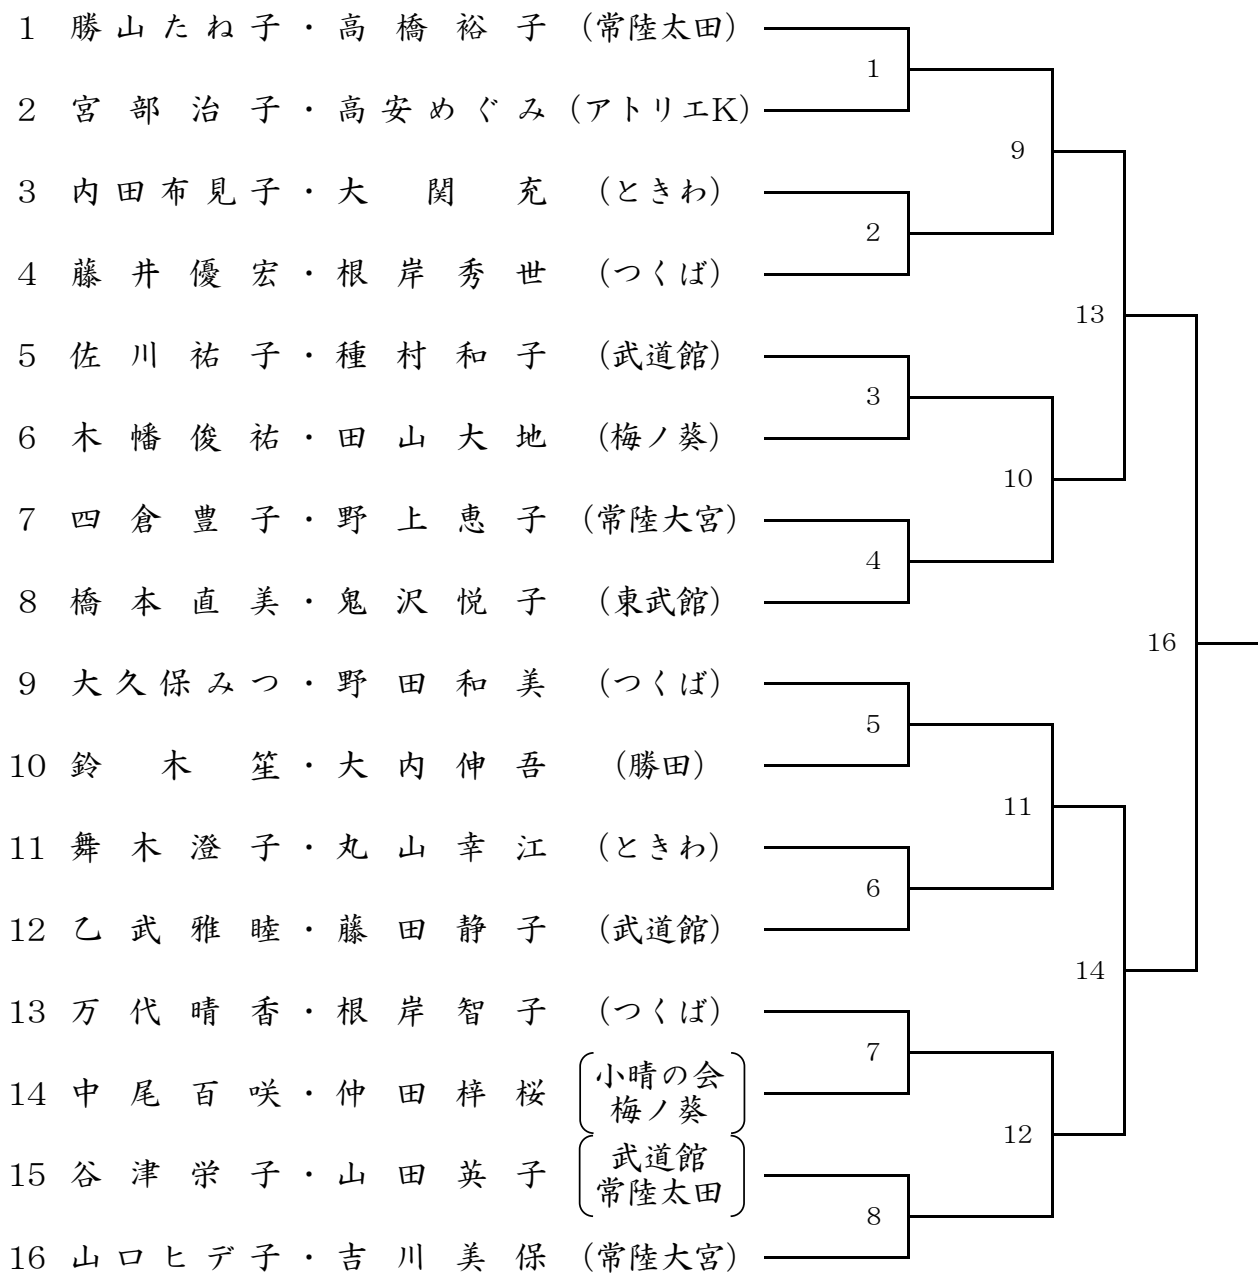 1 勝山たね子・高橋裕子 (常陸太田)
2 宮部治子・高安めぐみ (アトリエK)
3 内田布見子・大関充 (ときわ)
4 藤井優宏・根岸秀世 (つくば)
5 佐川祐子・種村和子 (武道館)
6 木幡俊祐・田山大地 (梅ノ葵)
7 四倉豊子・野上恵子 (常陸大宮)
8 橋本直美・鬼沢悦子 (東武館)
9 大久保みつ・野田和美 (つくば)
10 鈴木笙・大内伸吾 (勝田)
11 舞木澄子・丸山幸江 (ときわ)
12 乙武雅睦・藤田静子 (武道館)
13 万代晴香・根岸智子 (つくば)
14 中尾百咲・仲田梓桜 小晴の会
梅ノ葵
15 谷津栄子・山田英子 武道館
常陸太田
16 山口ヒデ子・吉川美保 (常陸大宮)
1
2
3
4
5
6
7
8
9
10
11
12
13
14
16